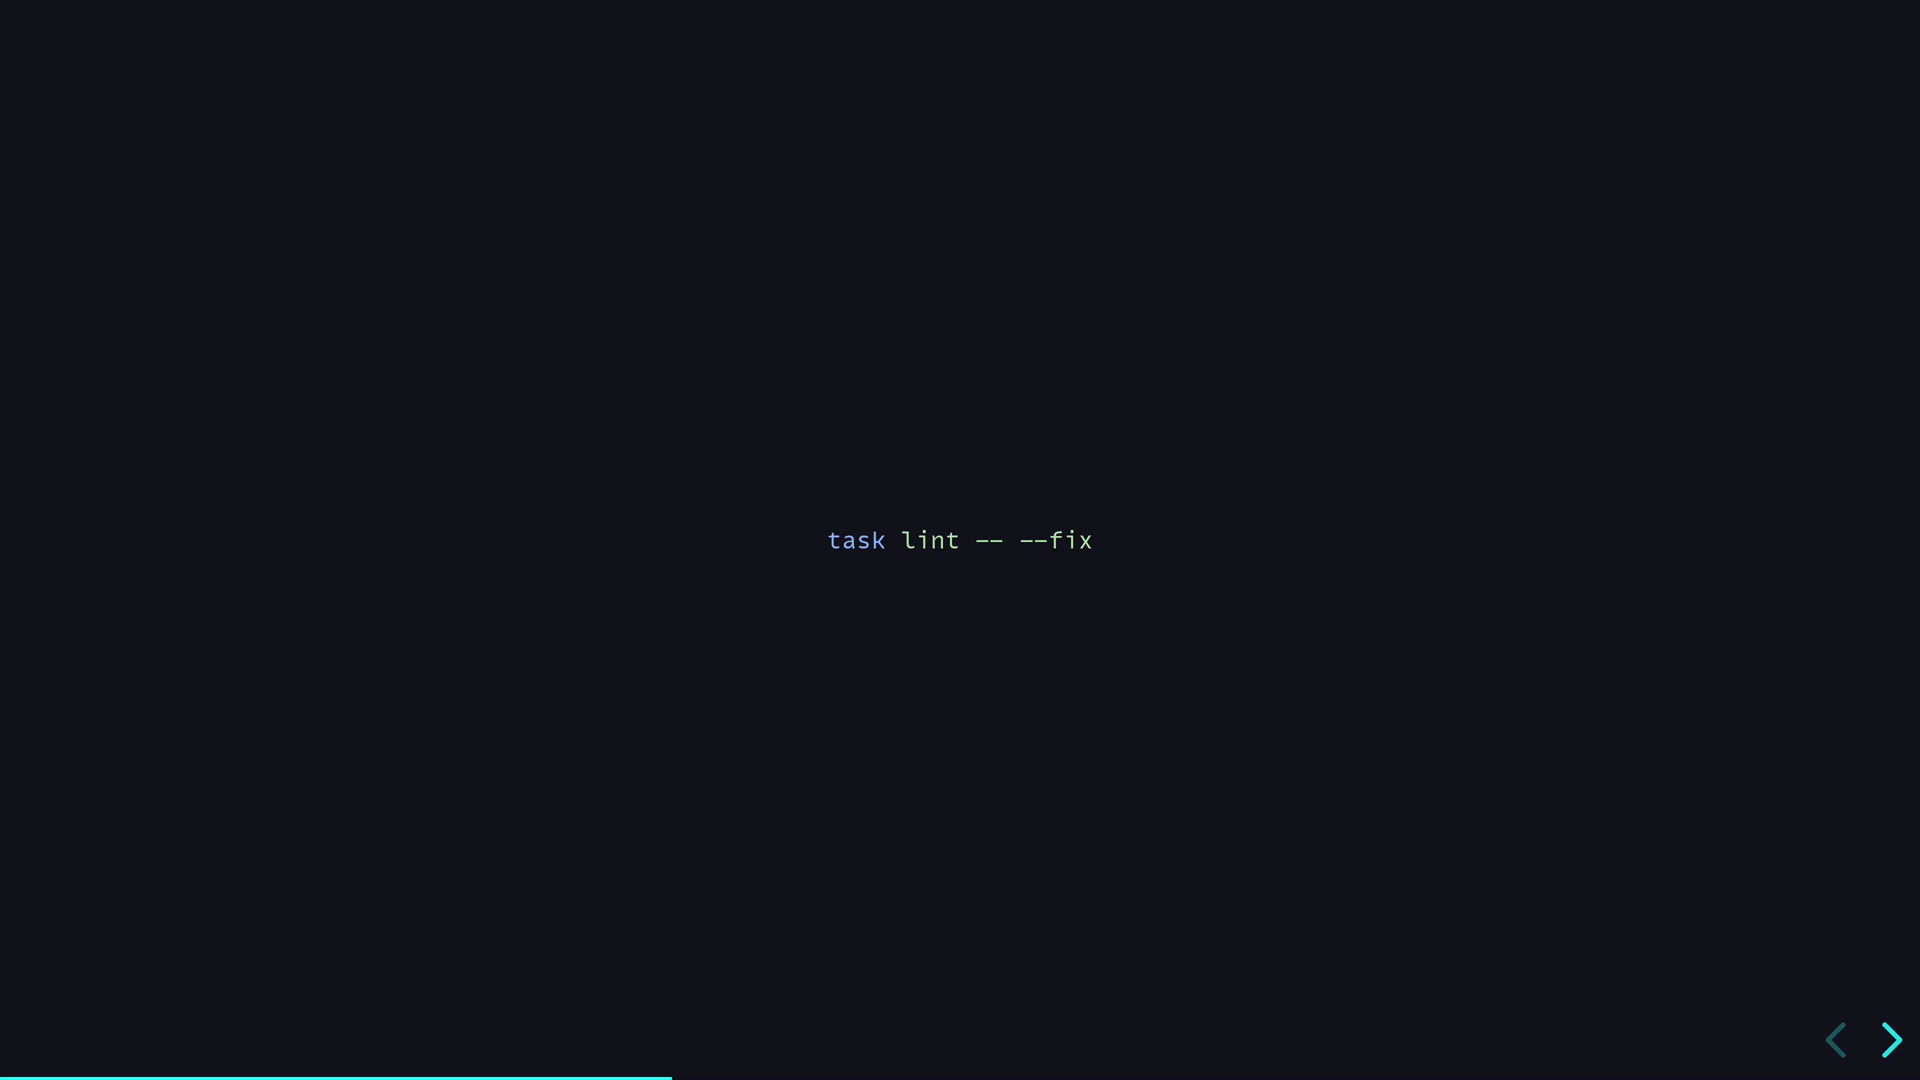 task lint -- --fix